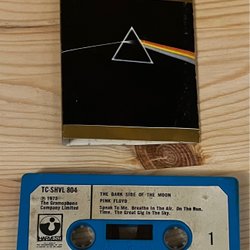 TC-SHVL 804
℗ 1973
The Gramophone
Company Limited
THE DARK SIDE OF THE MOON
PINK FLOYD
Speak To Me. Breathe In The Air. On The Run.
Time. The Great Gig In The Sky.
1